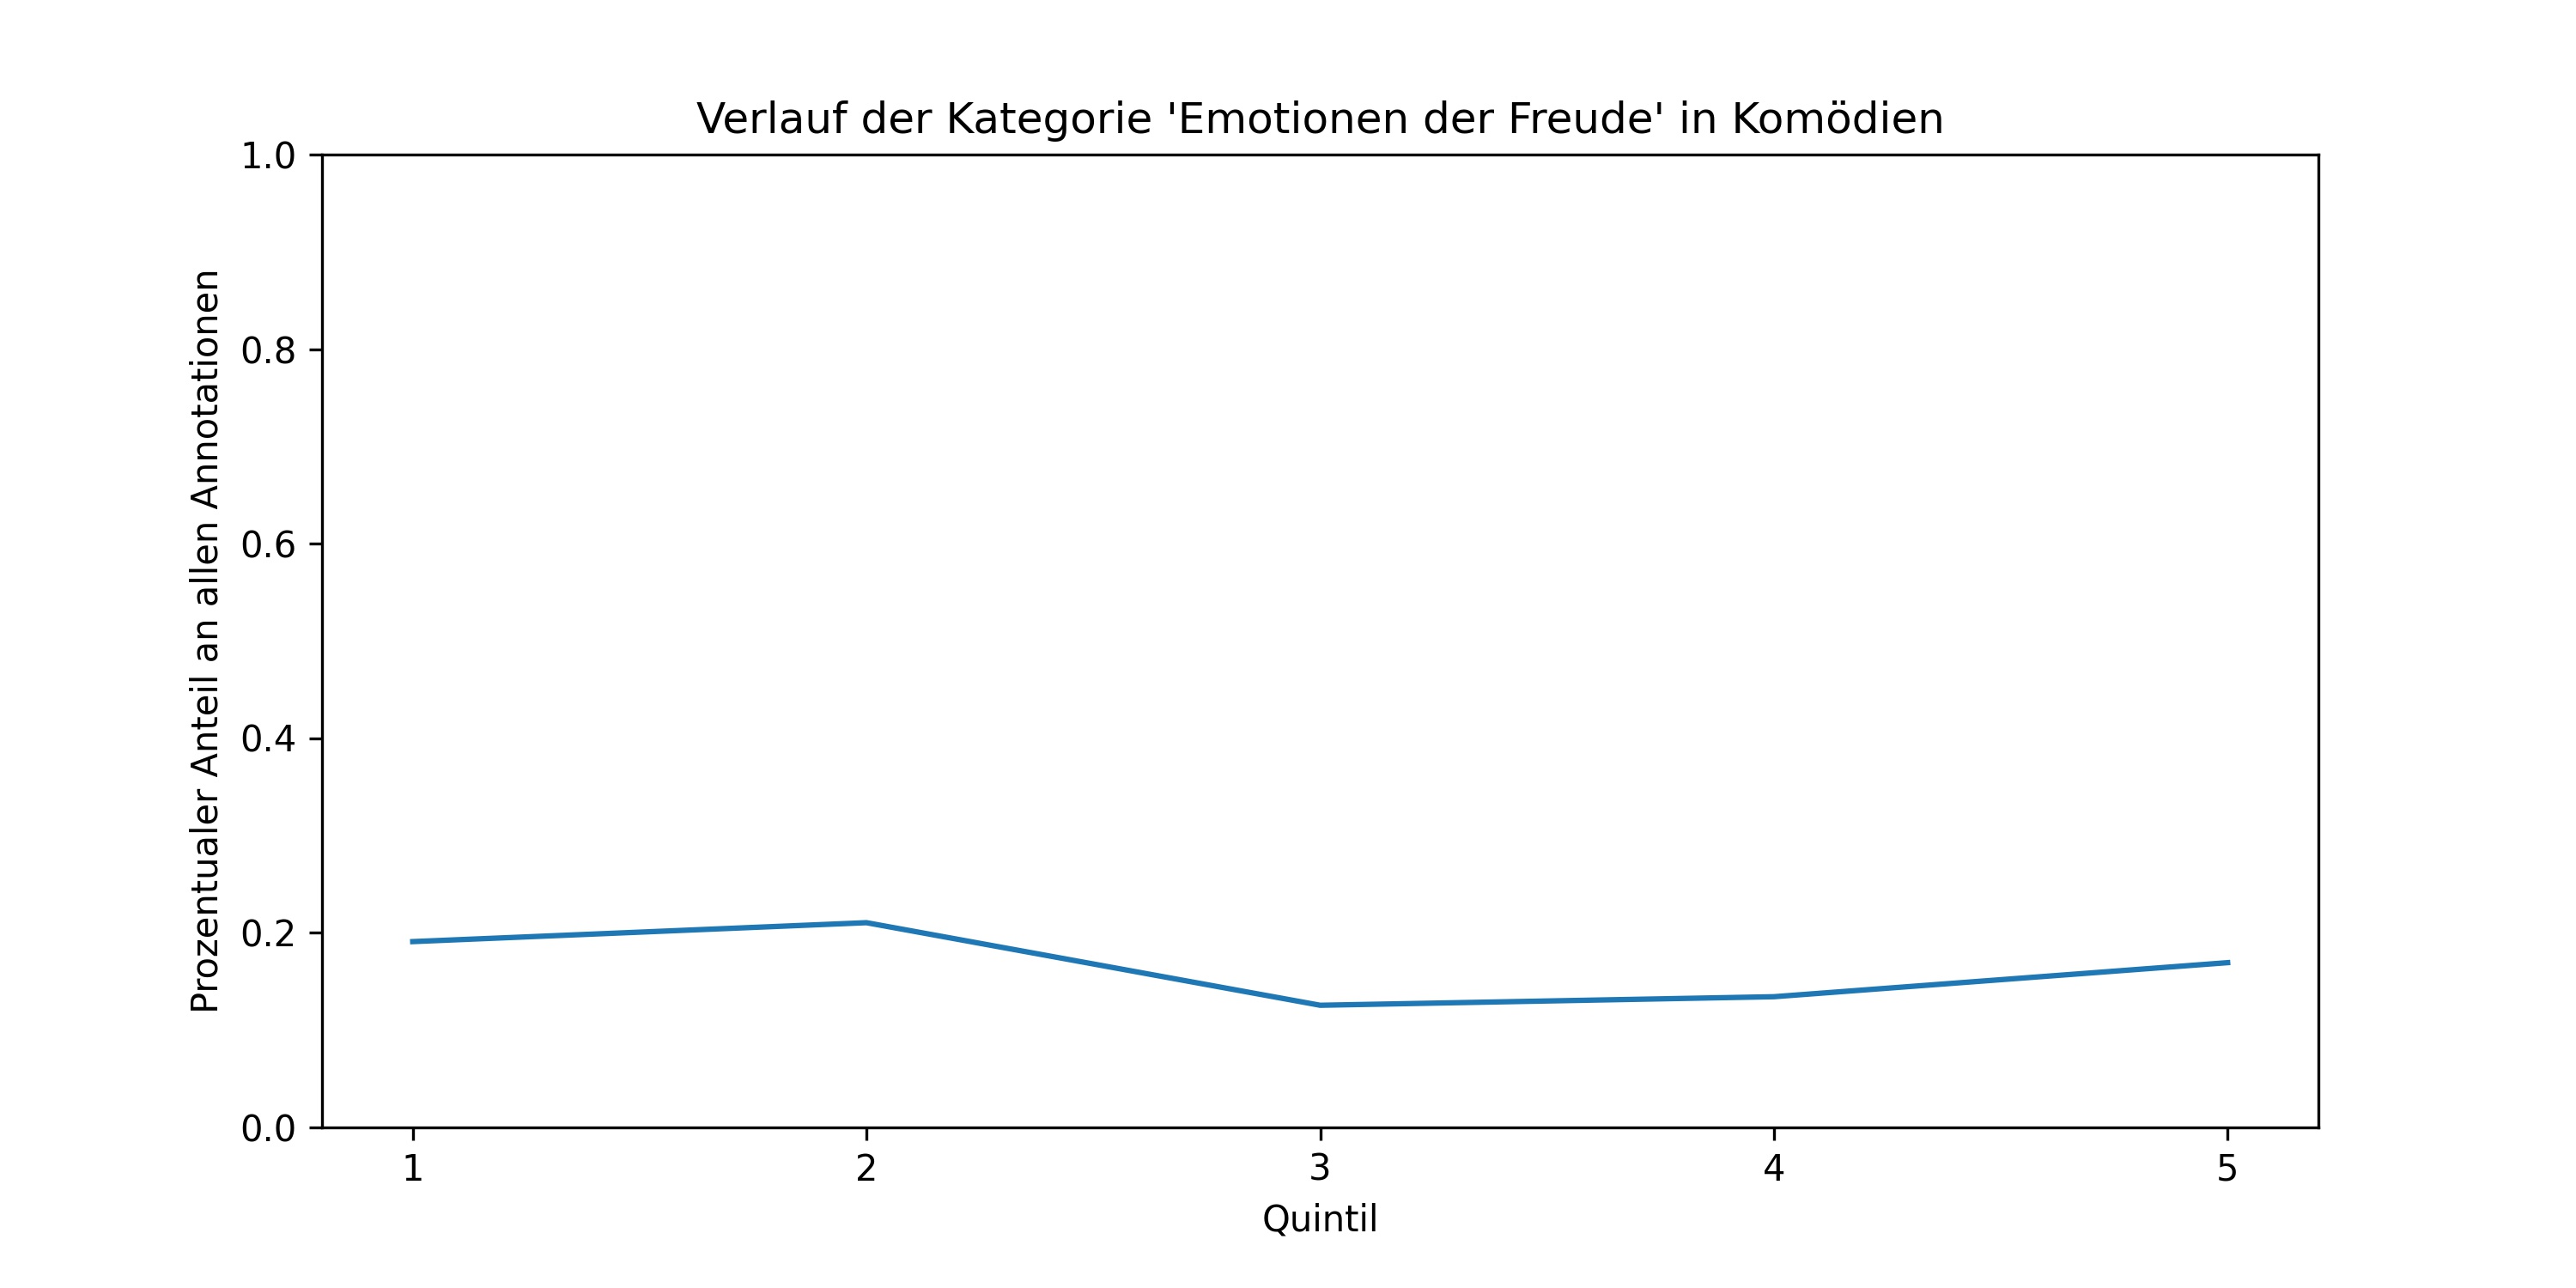 Verlauf der Kategorie 'Emotionen der Freude' in Komödien
Prozentualer Anteil an allen Annotationen
1.0
0.8
0.6
0.4
0.2
0.0
1 2 3 4 5
Quintil